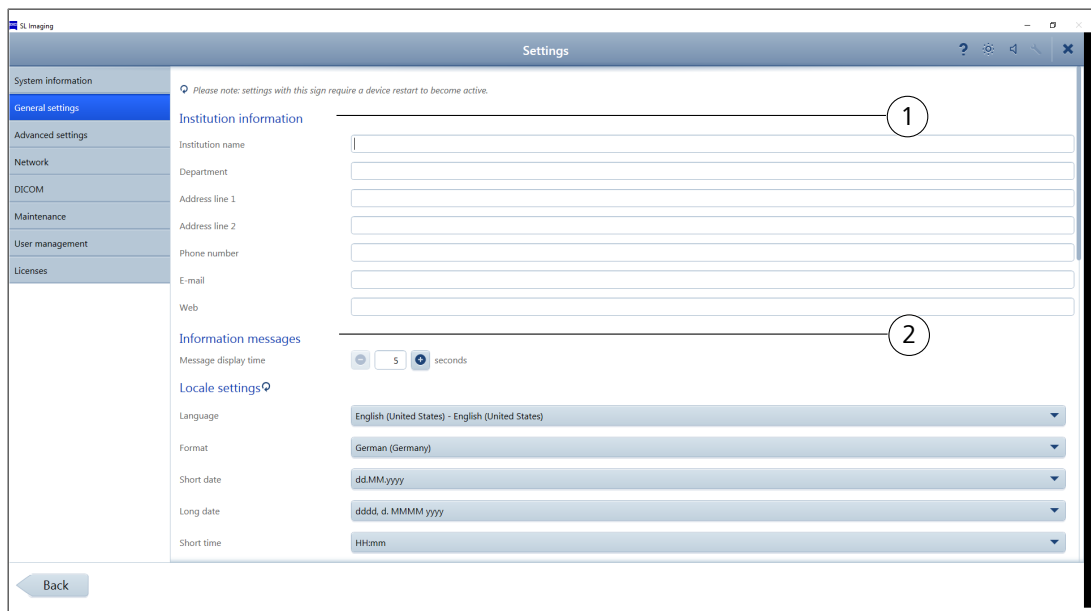 SL Imaging
Settings
?
System information
General settings
Advanced settings
Network
DICOM
Maintenance
User management
Licenses
Please note: settings with this sign require a device restart to become active.
Institution information
1
Institution name
Department
Address line 1
Address line 2
Phone number
E-mail
Web
Information messages
2
Message display time 5 seconds
Locale settings
Language English (United States) - English (United States)
Format German (Germany)
Short date dd.MM.yyyy
Long date dddd, d. MMMM yyyy
Short time HH:mm
Back